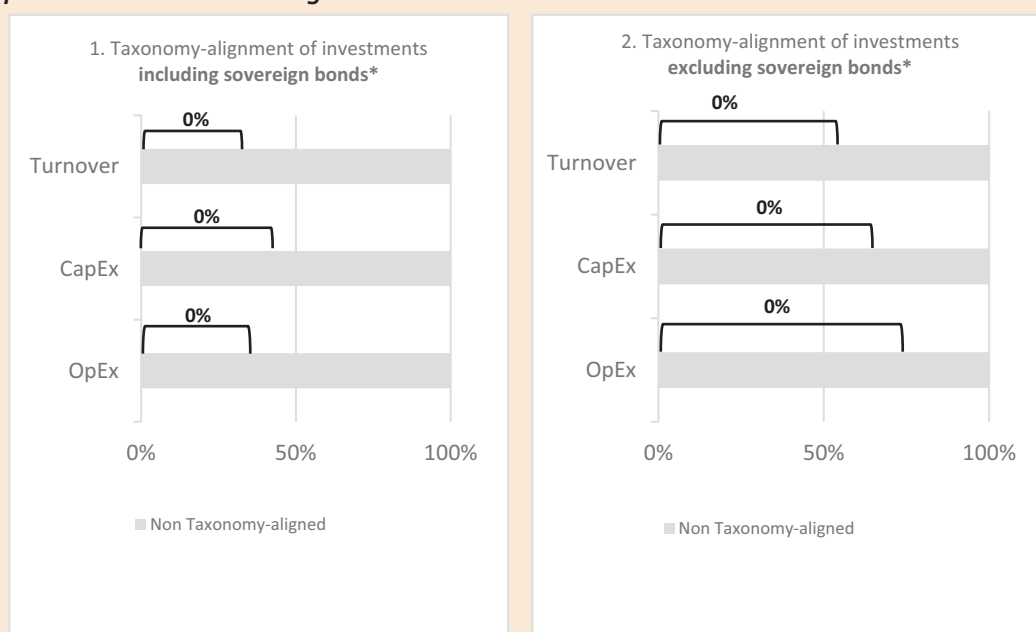 1. Taxonomy-alignment of investments
including sovereign bonds*
0%
Turnover
0%
CapEx
0%
OpEx
0% 50% 100%
Non Taxonomy-aligned
2. Taxonomy-alignment of investments
excluding sovereign bonds*
0%
Turnover
0%
CapEx
0%
OpEx
0% 50% 100%
Non Taxonomy-aligned